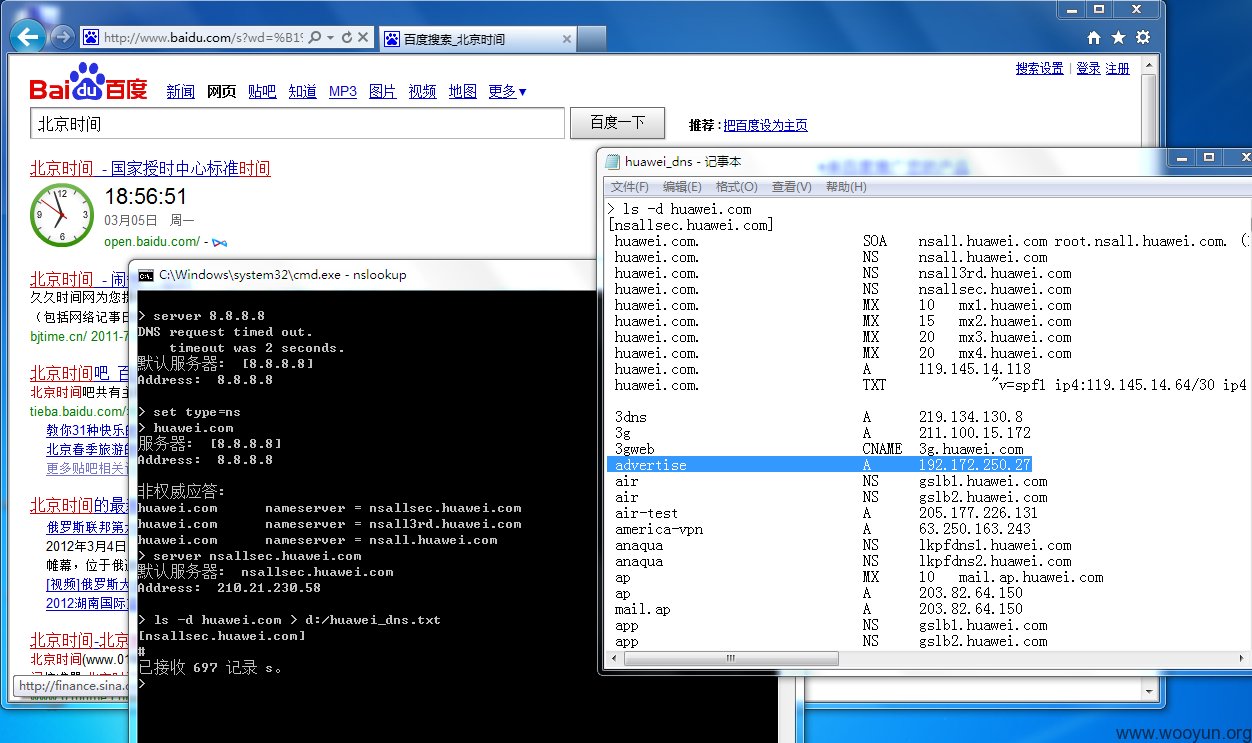 http://www.baidu.com/s?wd=%B1
百度搜索_北京时间
搜索设置 | 登录 注册
Bai du 百度
新闻 网页 贴吧 知道 MP3 图片 视频 地图 更多▼
北京时间
百度一下
推荐:把百度设为主页
北京时间 - 国家授时中心标准时间
12 3 6 9
18:56:51
03月05日 周一
open.baidu.com/ -
北京时间 - 闹
久久时间网为您提
(包括网络记事日
bjtime.cn/ 2011-7
北京时间吧 百
北京时间吧共有主
tieba.baidu.com/
教你31种快乐的
北京春季旅游的
更多贴吧相关讨
北京时间的最新
俄罗斯联邦第六
2012年3月4日
帷幕，位于俄远
[视频]俄罗斯大
2012湖南国际
北京时间-北京
北京时间(www.01
http://finance.sina.c
C:\Windows\system32\cmd.exe - nslookup
> server 8.8.8.8
DNS request timed out.
timeout was 2 seconds.
默认服务器: [8.8.8.8]
Address: 8.8.8.8
> set type=ns
> huawei.com
服务器: [8.8.8.8]
Address: 8.8.8.8
非权威应答:
huawei.com nameserver = nsallsec.huawei.com
huawei.com nameserver = nsall3rd.huawei.com
huawei.com nameserver = nsall.huawei.com
> server nsallsec.huawei.com
默认服务器: nsallsec.huawei.com
Address: 210.21.230.58
> ls -d huawei.com > d:/huawei_dns.txt
[nsallsec.huawei.com]
#
已接收 697 记录 s。
>
huawei_dns - 记事本
文件(F) 编辑(E) 格式(O) 查看(V) 帮助(H)
> ls -d huawei.com
[nsallsec.huawei.com]
huawei.com. SOA nsall.huawei.com root.nsall.huawei.com. (
huawei.com. NS nsall.huawei.com
huawei.com. NS nsall3rd.huawei.com
huawei.com. NS nsallsec.huawei.com
huawei.com. MX 10 mx1.huawei.com
huawei.com. MX 15 mx2.huawei.com
huawei.com. MX 20 mx3.huawei.com
huawei.com. MX 20 mx4.huawei.com
huawei.com. A 119.145.14.118
huawei.com. TXT "v=spf1 ip4:119.145.14.64/30 ip4
3dns A 219.134.130.8
3g A 211.100.15.172
3gweb CNAME 3g.huawei.com
advertise A 192.172.250.27
air NS gslb1.huawei.com
air NS gslb2.huawei.com
air-test A 205.177.226.131
america-vpn A 63.250.163.243
anaqua NS lkpfdns1.huawei.com
anaqua NS lkpfdns2.huawei.com
ap MX 10 mail.ap.huawei.com
ap A 203.82.64.150
mail.ap A 203.82.64.150
app NS gslb1.huawei.com
app NS gslb2.huawei.com
www.wooyun.org